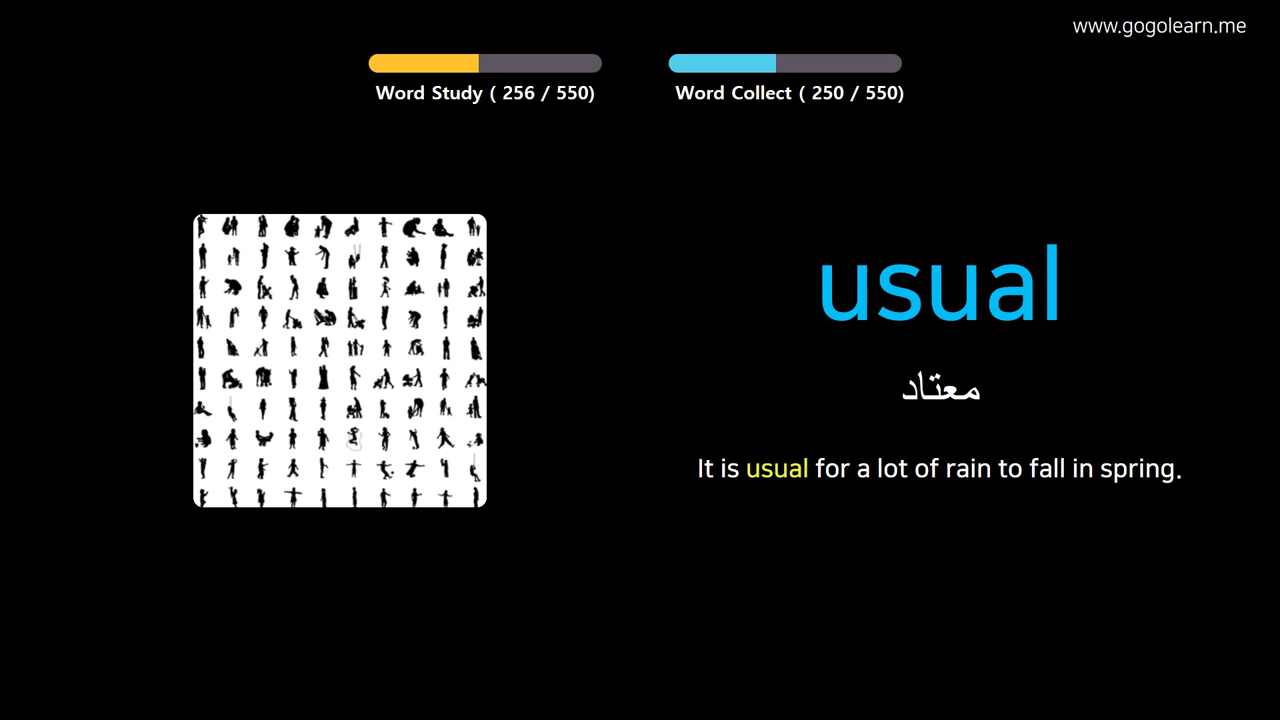 www.gogolearn.me
Word Study ( 256 / 550)
Word Collect ( 250 / 550)
usual
معتاد
It is usual for a lot of rain to fall in spring.